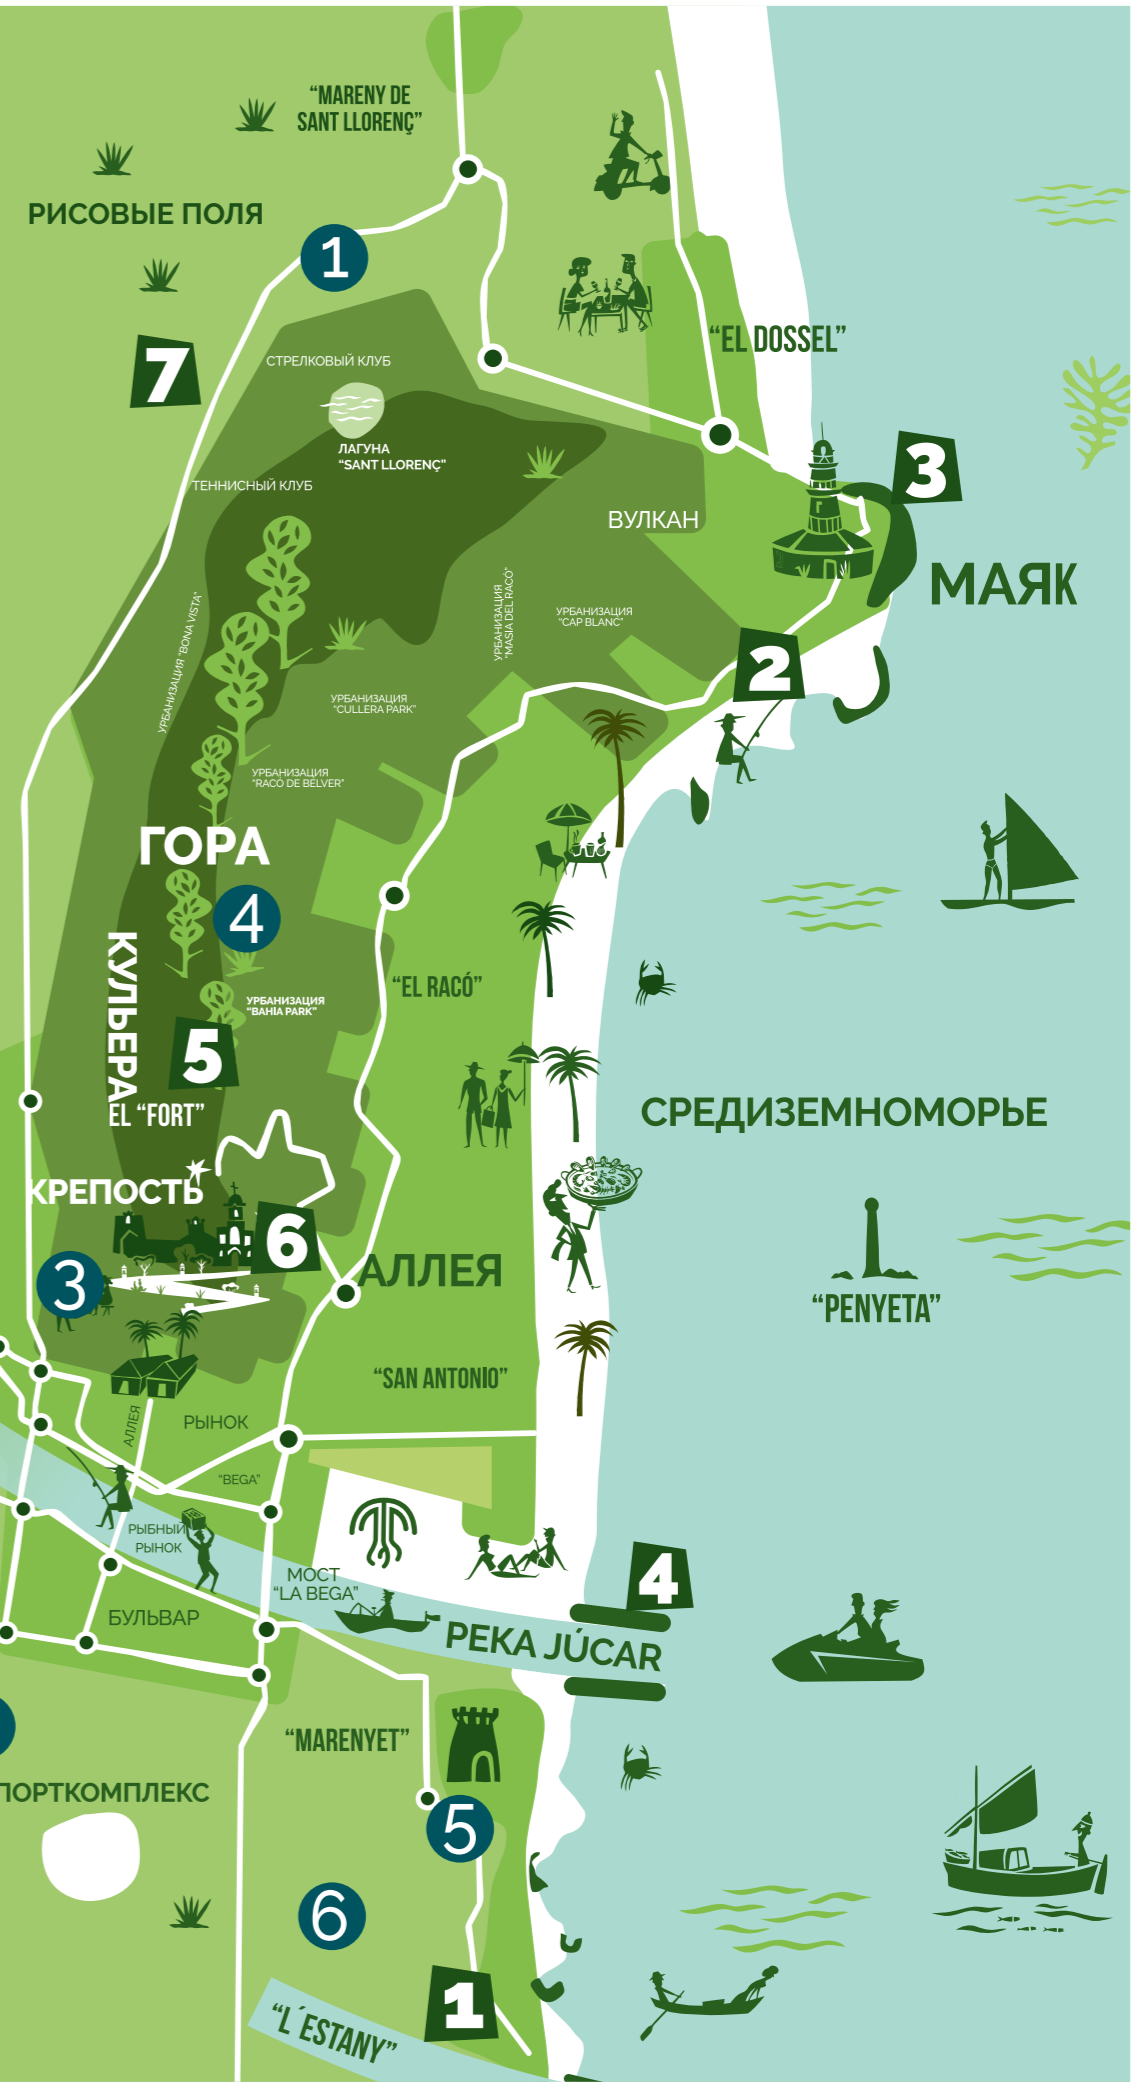 “MARENY DE
SANT LLORENÇ”
РИСОВЫЕ ПОЛЯ
1
“EL DOSSEL”
7
СТРЕЛКОВЫЙ КЛУБ
ЛАГУНА
“SANT LLORENÇ”
3
ТЕННИСНЫЙ КЛУБ
ВУЛКАН
МАЯК
УРБАНИЗАЦИЯ “BONA VISTA”
УРБАНИЗАЦИЯ
“MASIA DEL RACÓ”
УРБАНИЗАЦИЯ
“CAP BLANC”
2
УРБАНИЗАЦИЯ
“CULLERA PARK”
УРБАНИЗАЦИЯ
“RACÓ DE BELVER”
ГОРА
4
КУЛЬЕРА
“EL RACÓ”
УРБАНИЗАЦИЯ
“BAHIA PARK”
5
EL “FORT”
СРЕДИЗЕМНОМОРЬЕ
КРЕПОСТЬ
6
3
АЛЛЕЯ
“PENYETA”
“SAN ANTONIO”
АЛЛЕЯ
РЫНОК
“BEGA”
РЫБНЫЙ
РЫНОК
МОСТ
“LA BEGA”
4
БУЛЬВАР
РЕКА JÚCAR
“MARENYET”
ПОРТКОМПЛЕКС
5
6
1
“L´ESTANY”